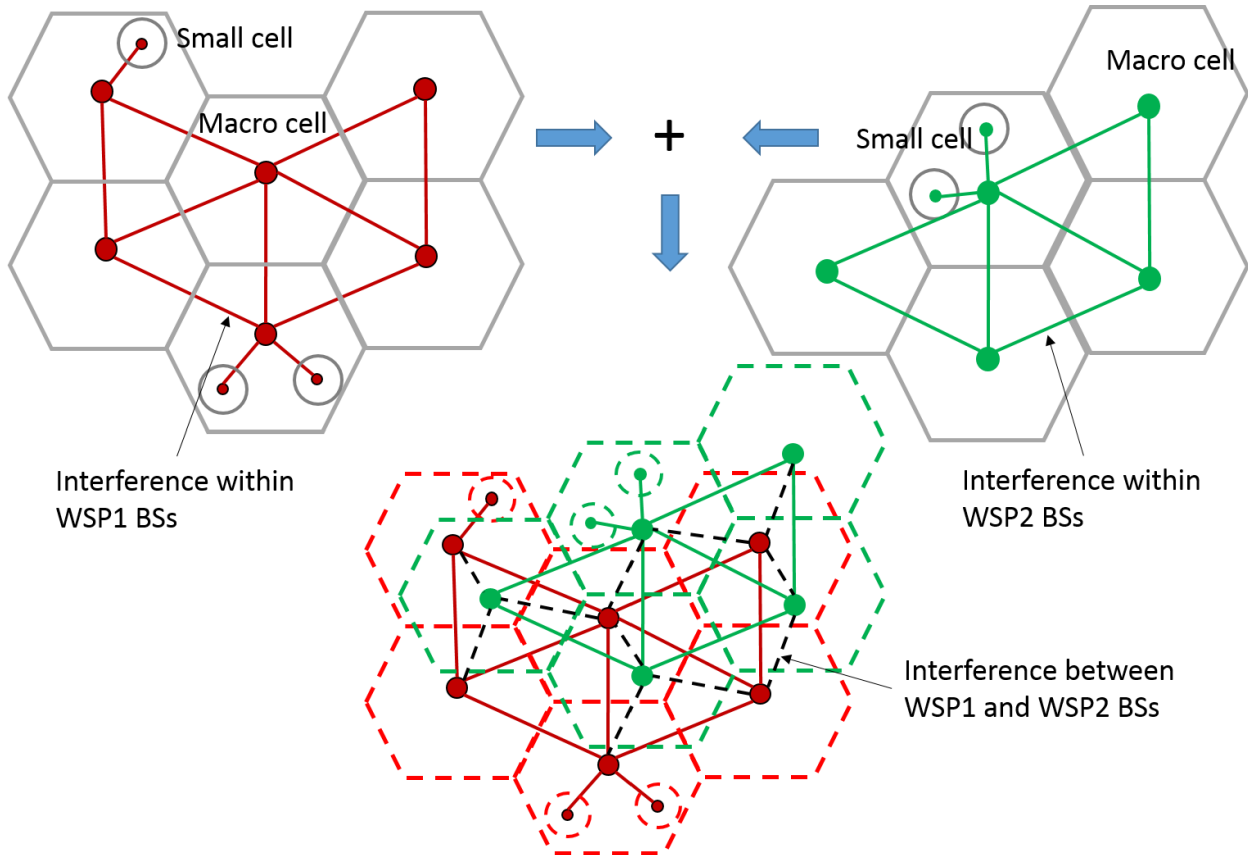 Small cell
Macro cell
Interference within
WSP1 BSs
+
Macro cell
Small cell
Interference within
WSP2 BSs
Interference between
WSP1 and WSP2 BSs